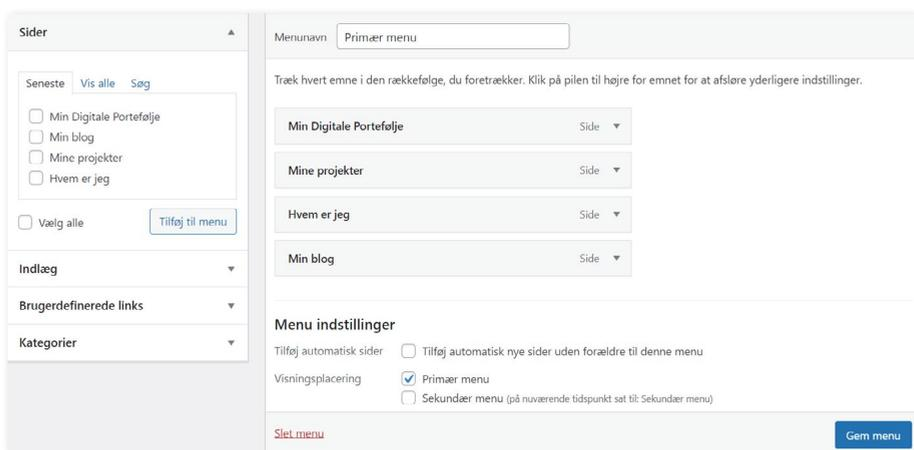 Sider
Seneste Vis alle Søg
Min Digitale Portefølje
Min blog
Mine projekter
Hvem er jeg
Vælg alle Tilføj til menu
Indlæg
Brugerdefinerede links
Kategorier
Menunavn Primær menu
Træk hvert emne i den rækkefølge, du foretrækker. Klik på pilen til højre for emnet for at afsløre yderligere indstillinger.
Min Digitale Portefølje Side
Mine projekter Side
Hvem er jeg Side
Min blog Side
Menu indstillinger
Tilføj automatisk sider Tilføj automatisk nye sider uden forældre til denne menu
Visningsplacering Primær menu
Sekundær menu (på nuværende tidspunkt sat til: Sekundær menu)
Slet menu Gem menu